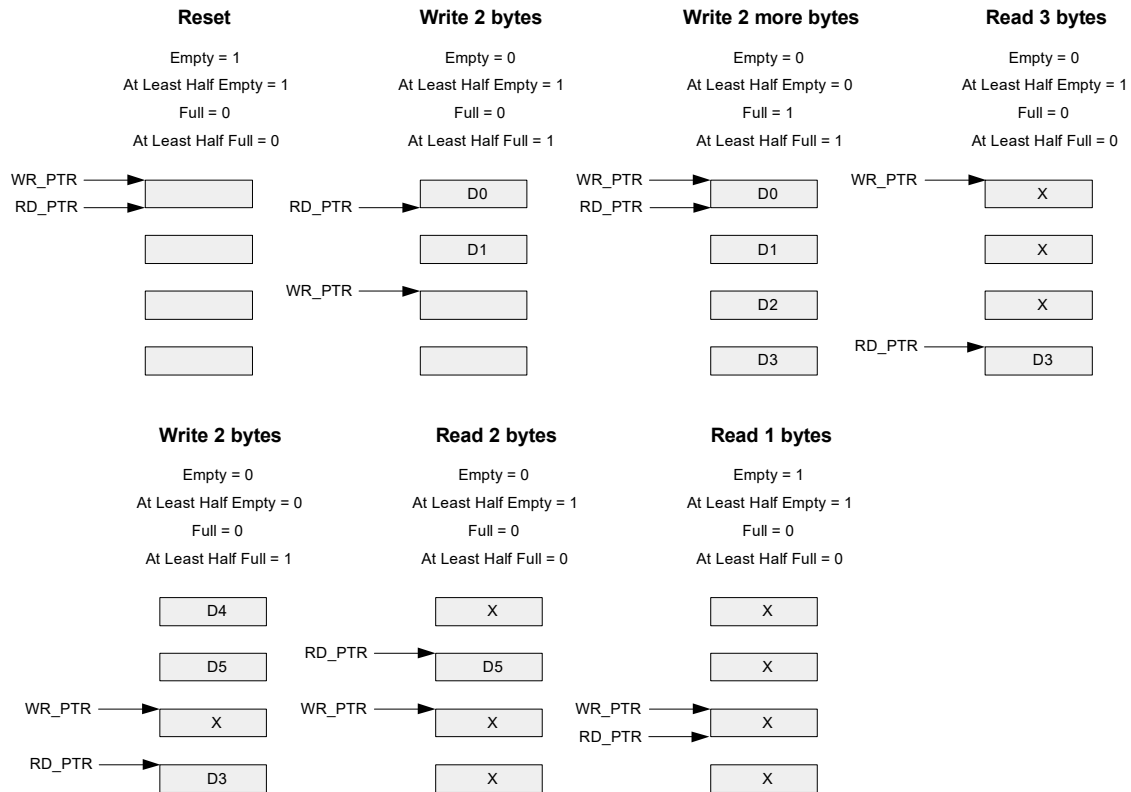 Reset
Empty = 1
At Least Half Empty = 1
Full = 0
At Least Half Full = 0
WR_PTR
RD_PTR
Write 2 bytes
Empty = 0
At Least Half Empty = 1
Full = 0
At Least Half Full = 1
D0
RD_PTR
D1
WR_PTR
Write 2 more bytes
Empty = 0
At Least Half Empty = 0
Full = 1
At Least Half Full = 1
WR_PTR
D0
RD_PTR
D1
D2
D3
Read 3 bytes
Empty = 0
At Least Half Empty = 1
Full = 0
At Least Half Full = 0
WR_PTR
X
X
X
RD_PTR
D3
Write 2 bytes
Empty = 0
At Least Half Empty = 0
Full = 0
At Least Half Full = 1
D4
D5
WR_PTR
X
RD_PTR
D3
Read 2 bytes
Empty = 0
At Least Half Empty = 1
Full = 0
At Least Half Full = 0
X
RD_PTR
D5
WR_PTR
X
X
Read 1 bytes
Empty = 1
At Least Half Empty = 1
Full = 0
At Least Half Full = 0
X
X
WR_PTR
X
RD_PTR
X